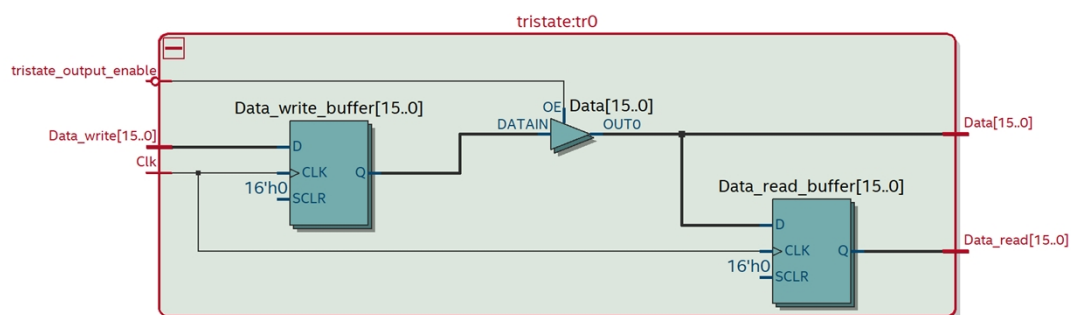 tristate:tr0
tristate_output_enable
Data_write_buffer[15..0]
OE
Data[15..0]
DATAIN
OUT0
Data_write[15..0]
Data[15..0]
D
Clk
CLK
Q
16'h0
SCLR
Data_read_buffer[15..0]
D
Data_read[15..0]
CLK
Q
16'h0
SCLR